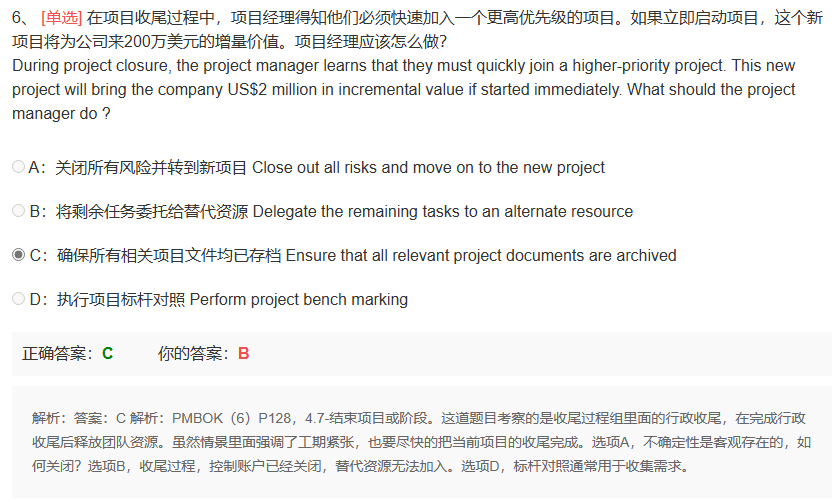 6、 [单选] 在项目收尾过程中，项目经理得知他们必须快速加入一个更高优先级的项目。如果立即启动项目，这个新
项目将为公司来200万美元的增量价值。项目经理应该怎么做？
During project closure, the project manager learns that they must quickly join a higher-priority project. This new
project will bring the company US$2 million in incremental value if started immediately. What should the project
manager do ?
A：关闭所有风险并转到新项目 Close out all risks and move on to the new project
B：将剩余任务委托给替代资源 Delegate the remaining tasks to an alternate resource
C：确保所有相关项目文件均已存档 Ensure that all relevant project documents are archived
D：执行项目标杆对照 Perform project bench marking
正确答案：C 你的答案：B
解析：答案：C 解析：PMBOK（6）P128，4.7-结束项目或阶段。这道题目考察的是收尾过程组里面的行政收尾，在完成行政
收尾后释放团队资源。虽然情景里面强调了工期紧张，也要尽快的把当前项目的收尾完成。选项A，不确定性是客观存在的，如
何关闭？选项B，收尾过程，控制账户已经关闭，替代资源无法加入。选项D，标杆对照通常用于收集需求。